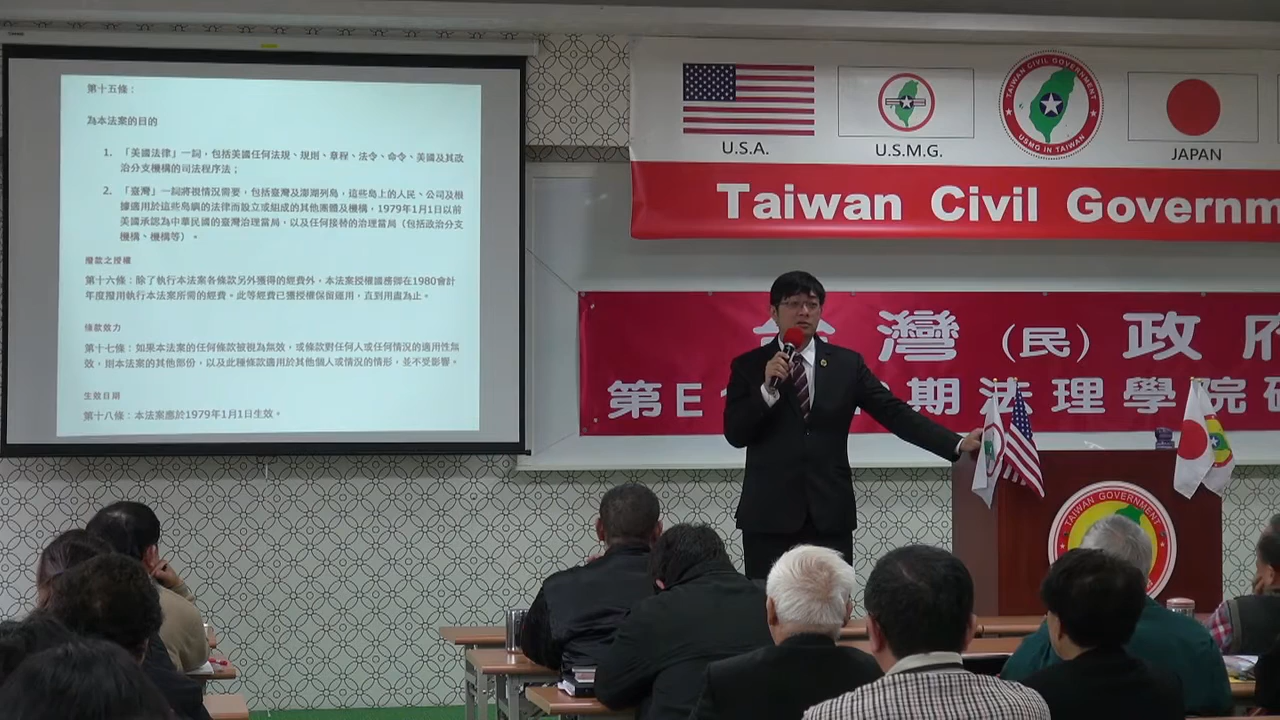 第十五條：
為本法案的目的
1. 「美國法律」一詞，包括美國任何法規、規則、章程、法令、命令、美國及其政
治分支機構的司法程序法；
2. 「臺灣」一詞將視情況需要，包括臺灣及澎湖列島，這些島上的人民、公司及根
據適用於這些島嶼的法律而設立或組成的其他團體及機構，1979年1月1日以前
美國承認為中華民國的臺灣治理當局，以及任何接替的治理當局（包括政治分支
機構、機構等）。
撥款之授權
第十六條：除了執行本法案各條款另外獲得的經費外，本法案授權國務卿在1980會計
年度撥用執行本法案所需的經費。此等經費已獲授權保留運用，直到用盡為止。
條款效力
第十七條：如果本法案的任何條款被視為無效，或條款對任何人或任何情況的適用性無
效，則本法案的其他部份，以及此種條款適用於其他個人或情況的情形，並不受影響。
生效日期
第十八條：本法案應於1979年1月1日生效。
U.S.A.
U.S.M.G.
TAIWAN CIVIL GOVERNMENT
USMG IN TAIWAN
JAPAN
Taiwan Civil Governm
台灣（民）政府
第E 期法理學院研
TAIWAN GOVERNMENT